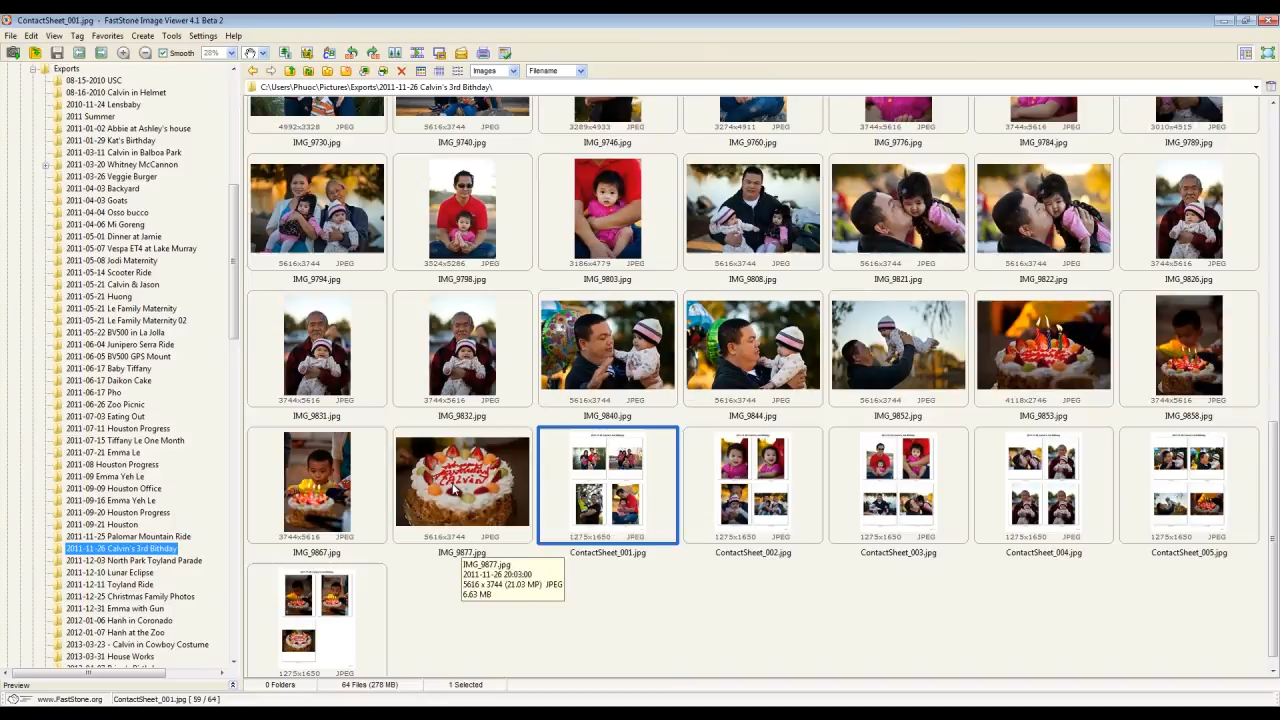 ContactSheet_001.jpg - FastStone Image Viewer 4.1 Beta 2
File Edit View Tag Favorites Create Tools Settings Help
Smooth 28%
Exports
08-15-2010 USC
08-16-2010 Calvin in Helmet
2010-11-24 Lensbaby
2011 Summer
2011-01-02 Abbie at Ashley's house
2011-01-29 Kat's Birthday
2011-03-11 Calvin in Balboa Park
2011-03-20 Whitney McCannon
2011-03-26 Veggie Burger
2011-04-03 Backyard
2011-04-03 Goats
2011-04-04 Osso bucco
2011-04-06 Mi Goreng
2011-05-01 Dinner at Jamie
2011-05-07 Vespa ET4 at Lake Murray
2011-05-08 Jodi Maternity
2011-05-14 Scooter Ride
2011-05-21 Calvin & Jason
2011-05-21 Huong
2011-05-21 Le Family Maternity
2011-05-21 Le Family Maternity 02
2011-05-22 BV500 in La Jolla
2011-06-04 Junipero Serra Ride
2011-06-05 BV500 GPS Mount
2011-06-17 Baby Tiffany
2011-06-17 Daikon Cake
2011-06-17 Pho
2011-06-26 Zoo Picnic
2011-07-03 Eating Out
2011-07-11 Houston Progress
2011-07-15 Tiffany Le One Month
2011-07-21 Emma Le
2011-08 Houston Progress
2011-09 Emma Yeh Le
2011-09-09 Houston Office
2011-09-16 Emma Yeh Le
2011-09-20 Houston Progress
2011-09-21 Houston
2011-11-25 Palomar Mountain Ride
2011-11-26 Calvin's 3rd Bithday
2011-12-03 North Park Toyland Parade
2011-12-10 Lunar Eclipse
2011-12-11 Toyland Ride
2011-12-25 Christmas Family Photos
2011-12-31 Emma with Gun
2012-01-06 Hanh in Coronado
2012-01-07 Hanh at the Zoo
2013-03-23 - Calvin in Cowboy Costume
2013-03-31 House Works
Preview
Images Filename
C:\Users\Phuoc\Pictures\Exports\2011-11-26 Calvin's 3rd Bithday\
4992x3328 JPEG 5616x3744 JPEG 3289x4933 JPEG 3274x4911 JPEG 3744x5616 JPEG 3744x5616 JPEG 3010x4515 JPEG
IMG_9730.jpg IMG_9740.jpg IMG_9746.jpg IMG_9760.jpg IMG_9776.jpg IMG_9784.jpg IMG_9789.jpg
5616x3744 JPEG 3524x5286 JPEG 3186x4779 JPEG 5616x3744 JPEG 5616x3744 JPEG 5616x3744 JPEG 3744x5616 JPEG
IMG_9794.jpg IMG_9798.jpg IMG_9803.jpg IMG_9808.jpg IMG_9821.jpg IMG_9822.jpg IMG_9826.jpg
3744x5616 JPEG 3744x5616 JPEG 5616x3744 JPEG 5616x3744 JPEG 5616x3744 JPEG 4118x2746 JPEG 3744x5616 JPEG
IMG_9831.jpg IMG_9832.jpg IMG_9840.jpg IMG_9844.jpg IMG_9852.jpg IMG_9853.jpg IMG_9858.jpg
3744x5616 JPEG 5616x3744 JPEG 1275x1650 JPEG 1275x1650 JPEG 1275x1650 JPEG 1275x1650 JPEG 1275x1650 JPEG
IMG_9867.jpg IMG_9877.jpg ContactSheet_001.jpg ContactSheet_002.jpg ContactSheet_003.jpg ContactSheet_004.jpg ContactSheet_005.jpg
IMG_9877.jpg
2011-11-26 20:03:00
5616 x 3744 (21.03 MP) JPEG
6.63 MB
1275x1650 JPEG
0 Folders 64 Files (278 MB) 1 Selected
www.FastStone.org ContactSheet_001.jpg [ 59 / 64 ]